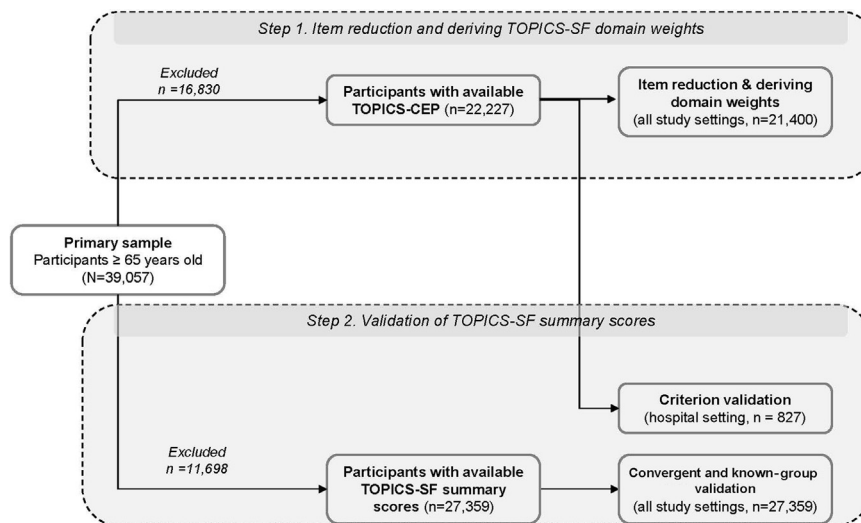 Step 1. Item reduction and deriving TOPICS-SF domain weights
Excluded
n =16,830
Participants with available
TOPICS-CEP (n=22,227)
Item reduction & deriving
domain weights
(all study settings, n=21,400)
Primary sample
Participants ≥ 65 years old
(N=39,057)
Step 2. Validation of TOPICS-SF summary scores
Criterion validation
(hospital setting, n = 827)
Excluded
n =11,698
Participants with available
TOPICS-SF summary
scores (n=27,359)
Convergent and known-group
validation
(all study settings, n=27,359)